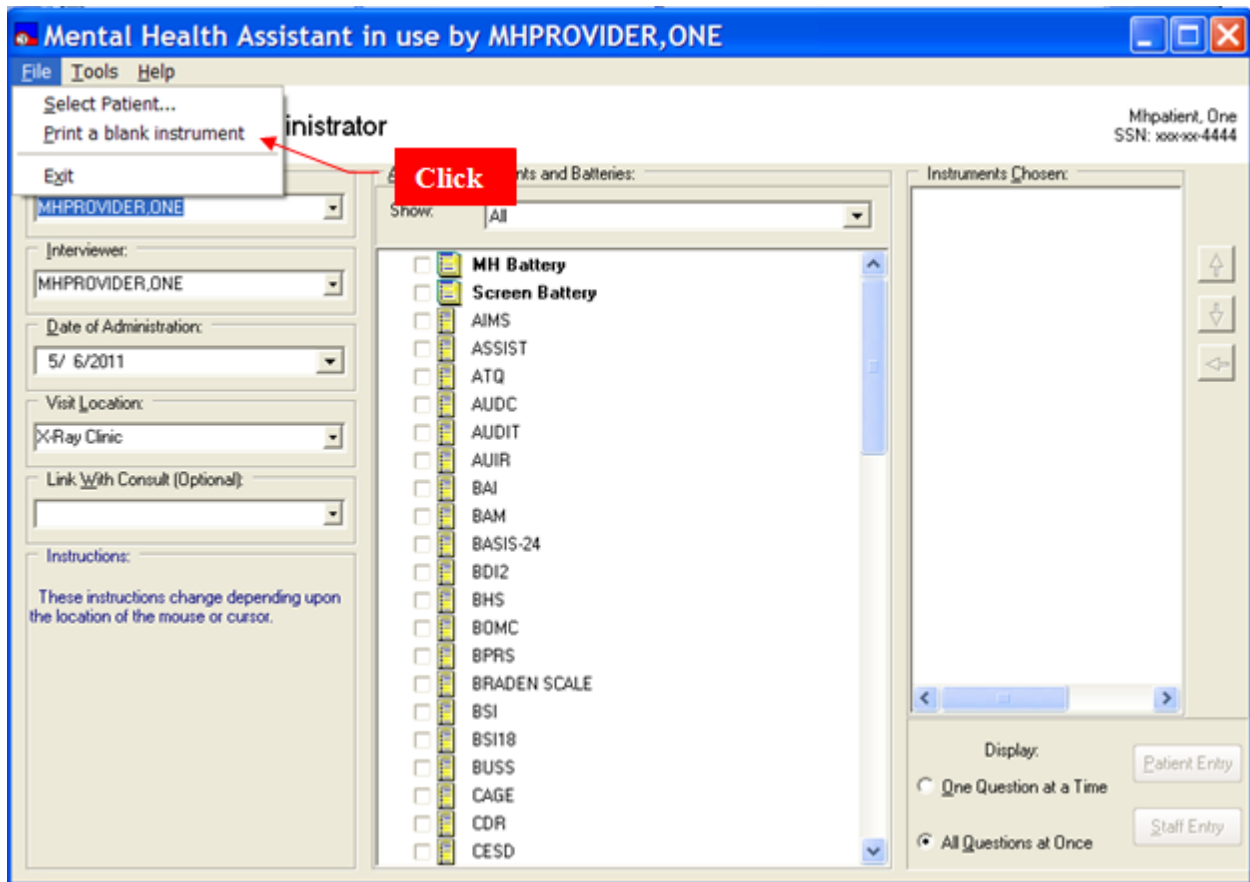 Mental Health Assistant in use by MHPROVIDER,ONE
File Tools Help
Select Patient...
Print a blank instrument
Exit
inistrator
Mhpatient, One
SSN: xxx-xx-4444
Click
MHPROVIDER,ONE
Interviewer:
MHPROVIDER,ONE
Date of Administration:
5/ 6/2011
Visit Location:
X-Ray Clinic
Link With Consult (Optional):
Instructions:
These instructions change depending upon
the location of the mouse or cursor.
nts and Batteries:
Show: All
MH Battery
Screen Battery
AIMS
ASSIST
ATQ
AUDC
AUDIT
AUIR
BAI
BAM
BASIS-24
BDI2
BHS
BOMC
BPRS
BRADEN SCALE
BSI
BSI18
BUSS
CAGE
CDR
CESD
Instruments Chosen:
Display:
One Question at a Time
All Questions at Once
Patient Entry
Staff Entry